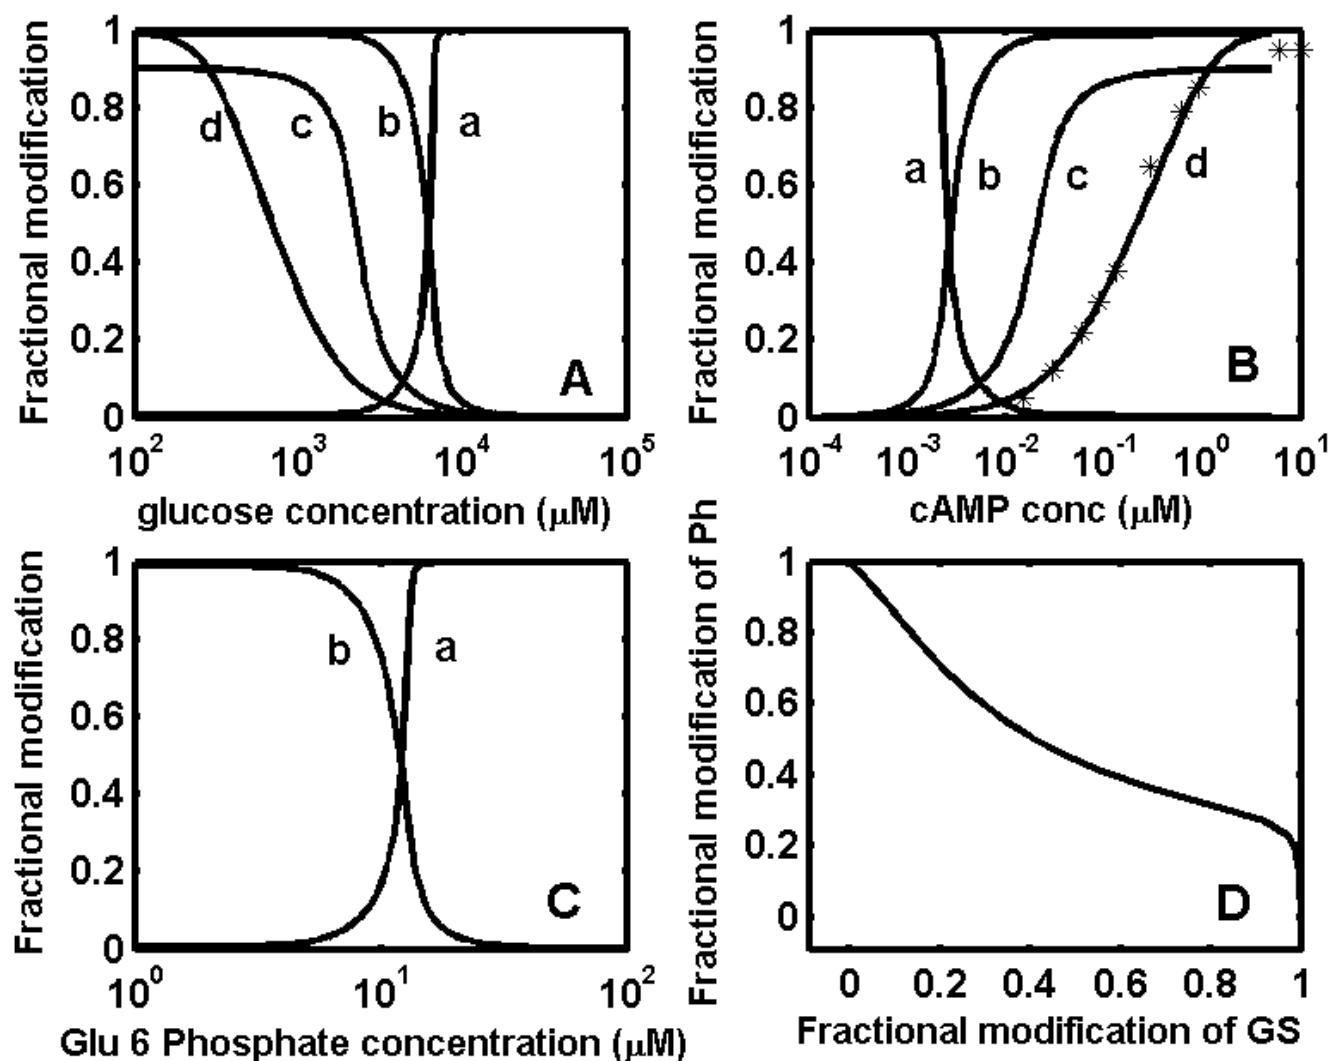 Fractional modification
1
0.8
0.6
0.4
0.2
0
d
c
b
a
A
10^2
10^3
10^4
10^5
glucose concentration (μM)
Fractional modification
1
0.8
0.6
0.4
0.2
0
a
b
c
d
B
10^-4
10^-3
10^-2
10^-1
10^0
10^1
cAMP conc (μM)
Fractional modification
1
0.8
0.6
0.4
0.2
0
b
a
C
10^0
10^1
10^2
Glu 6 Phosphate concentration (μM)
Fractional modification of Ph
1
0.8
0.6
0.4
0.2
0
D
0
0.2
0.4
0.6
0.8
1
Fractional modification of GS